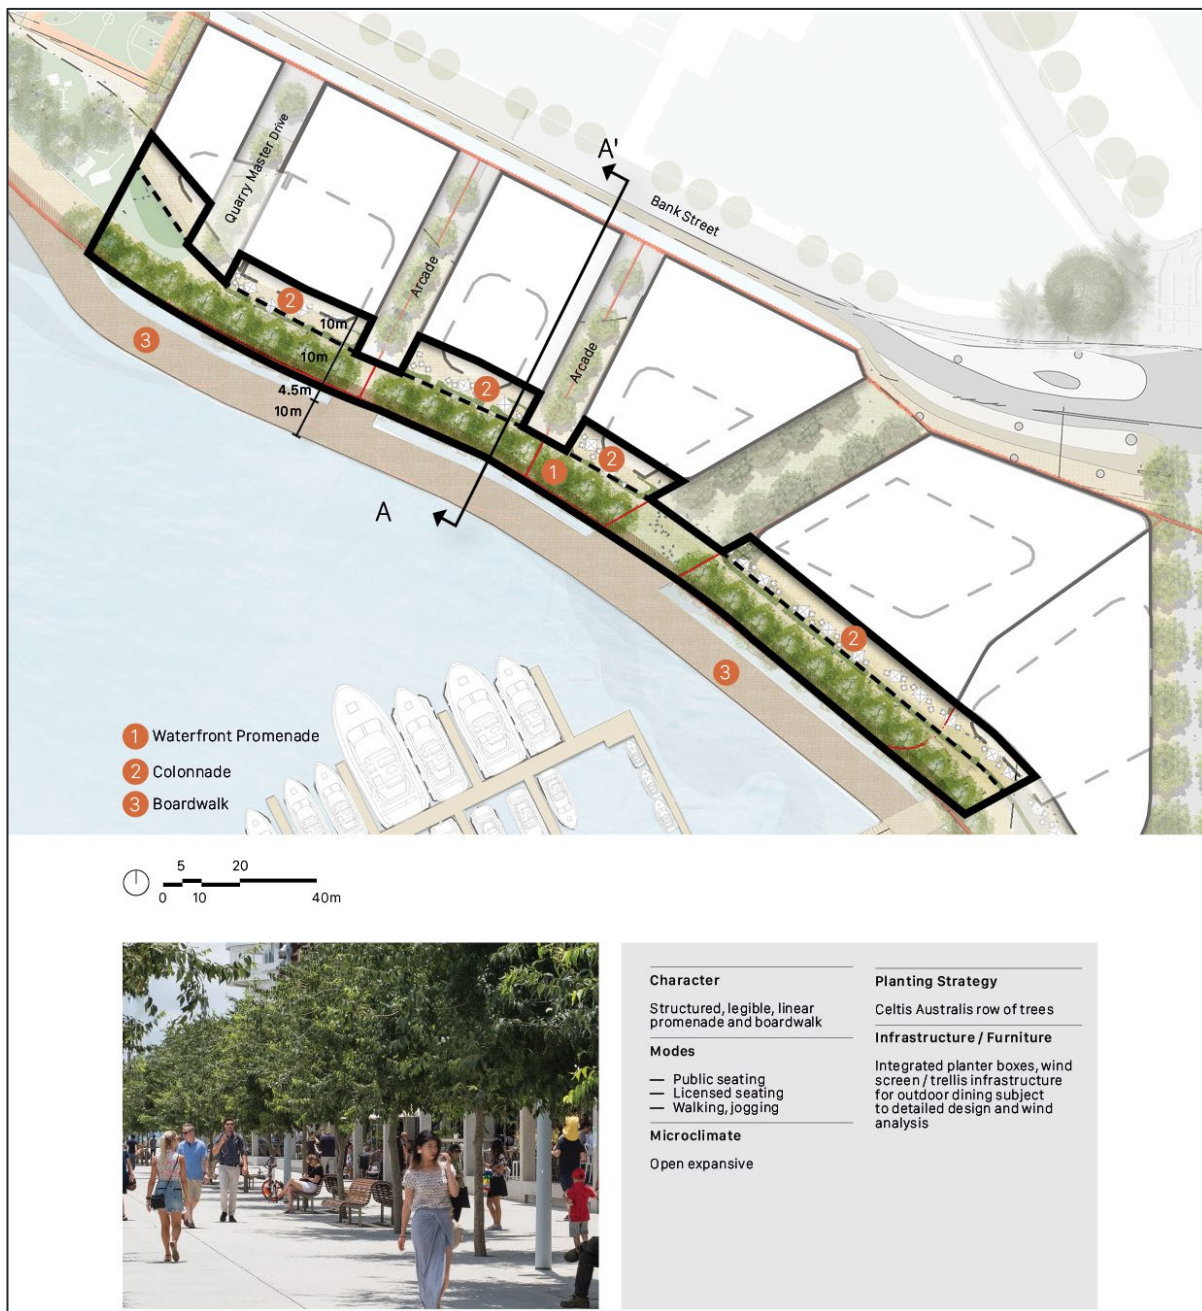 A'
Quarry Master Drive
Bank Street
Arcade
Arcade
2
10m
3
10m
4.5m
10m
2
2
1
A
2
3
1 Waterfront Promenade
2 Colonnade
3 Boardwalk
5 20
0 10 40m
Character
Structured, legible, linear
promenade and boardwalk
Modes
— Public seating
— Licensed seating
— Walking, jogging
Microclimate
Open expansive
Planting Strategy
Celtis Australis row of trees
Infrastructure / Furniture
Integrated planter boxes, wind
screen / trellis infrastructure
for outdoor dining subject
to detailed design and wind
analysis